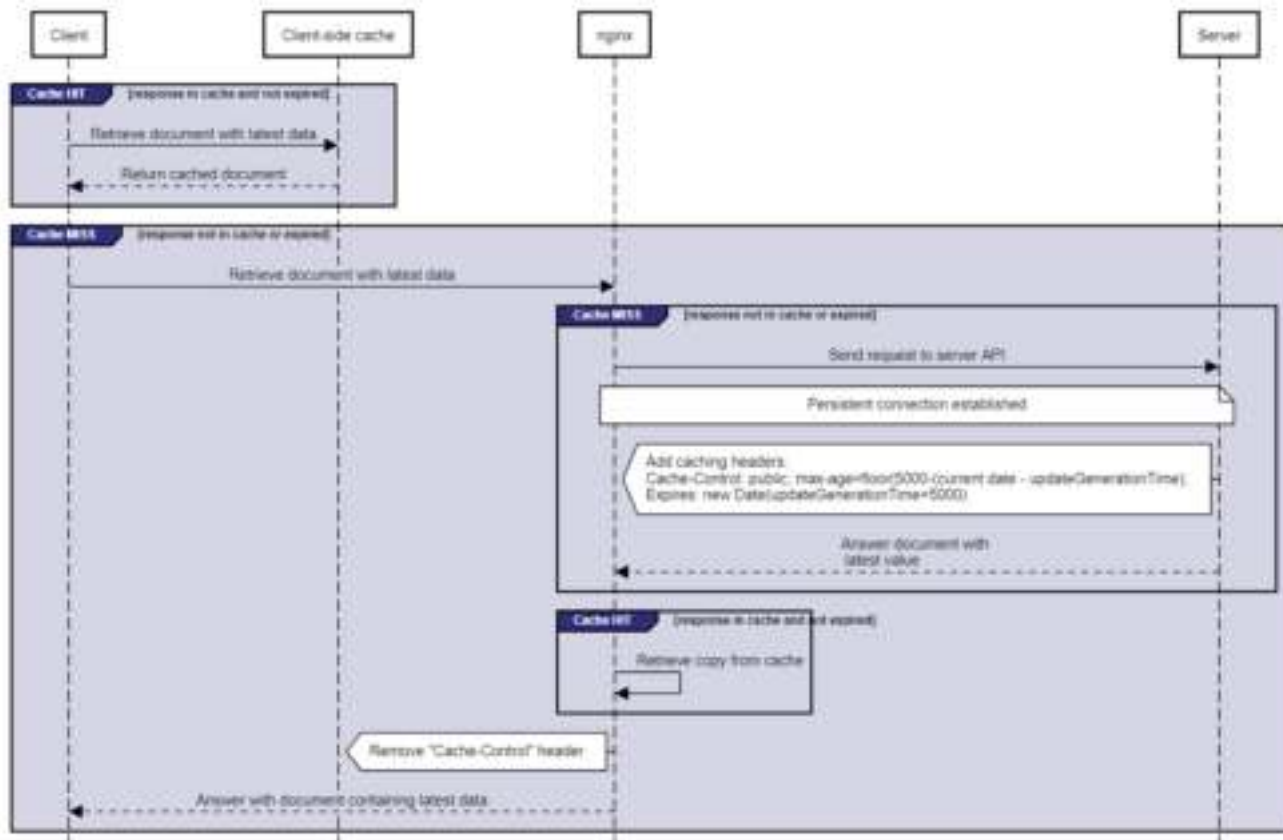 Client
Client-side cache
nginx
Server
Cache HIT
[response in cache and not expired]
Retrieve document with latest data
Return cached document
Cache MISS
[response not in cache or expired]
Retrieve document with latest data
Cache MISS
[response not in cache or expired]
Send request to server API
Persistent connection established
Add caching headers:
Cache-Control: public, max-age=floor(5000-(current date - updateGenerationTime),
Expires: new Date(updateGenerationTime+5000)
Answer document with
latest value
Cache HIT
[response in cache and not expired]
Retrieve copy from cache
Remove "Cache-Control" header
Answer with document containing latest data